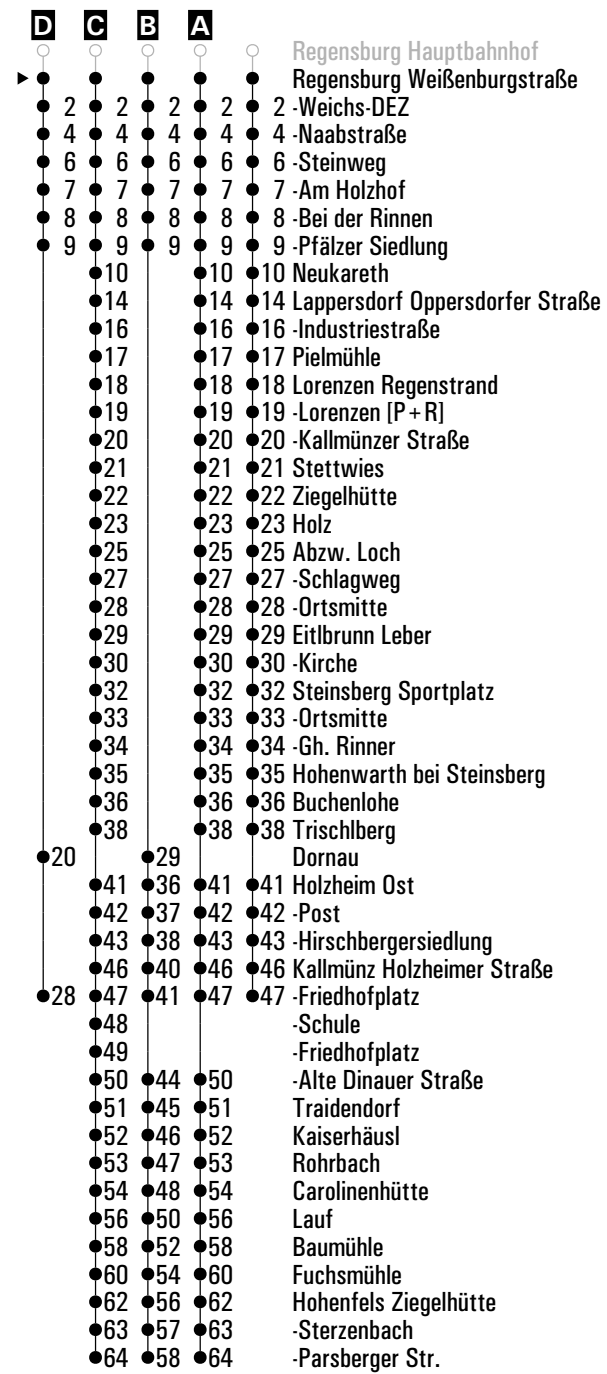 D C B A
Regensburg Hauptbahnhof
Regensburg Weißenburgstraße
2 2 2 2 2 -Weichs-DEZ
4 4 4 4 4 -Naabstraße
6 6 6 6 6 -Steinweg
7 7 7 7 7 -Am Holzhof
8 8 8 8 8 -Bei der Rinnen
9 9 9 9 9 -Pfälzer Siedlung
10 10 10 Neukareth
14 14 14 Lappersdorf Oppersdorfer Straße
16 16 16 -Industriestraße
17 17 17 Pielmühle
18 18 18 Lorenzen Regenstrand
19 19 19 -Lorenzen [P+R]
20 20 20 -Kallmünzer Straße
21 21 21 Stettwies
22 22 22 Ziegelhütte
23 23 23 Holz
25 25 25 Abzw. Loch
27 27 27 -Schlagweg
28 28 28 -Ortsmitte
29 29 29 Eitlbrunn Leber
30 30 30 -Kirche
32 32 32 Steinsberg Sportplatz
33 33 33 -Ortsmitte
34 34 34 -Gh. Rinner
35 35 35 Hohenwarth bei Steinsberg
36 36 36 Buchenlohe
38 38 38 Trischlberg
20 29 Dornau
41 36 41 41 Holzheim Ost
42 37 42 42 -Post
43 38 43 43 -Hirschbergersiedlung
46 40 46 46 Kallmünz Holzheimer Straße
28 47 41 47 47 -Friedhofplatz
48 -Schule
49 -Friedhofplatz
50 44 50 -Alte Dinauer Straße
51 45 51 Traidendorf
52 46 52 Kaiserhäusl
53 47 53 Rohrbach
54 48 54 Carolinenhütte
56 50 56 Lauf
58 52 58 Baumühle
60 54 60 Fuchsmühle
62 56 62 Hohenfels Ziegelhütte
63 57 63 -Sterzenbach
64 58 64 -Parsberger Str.